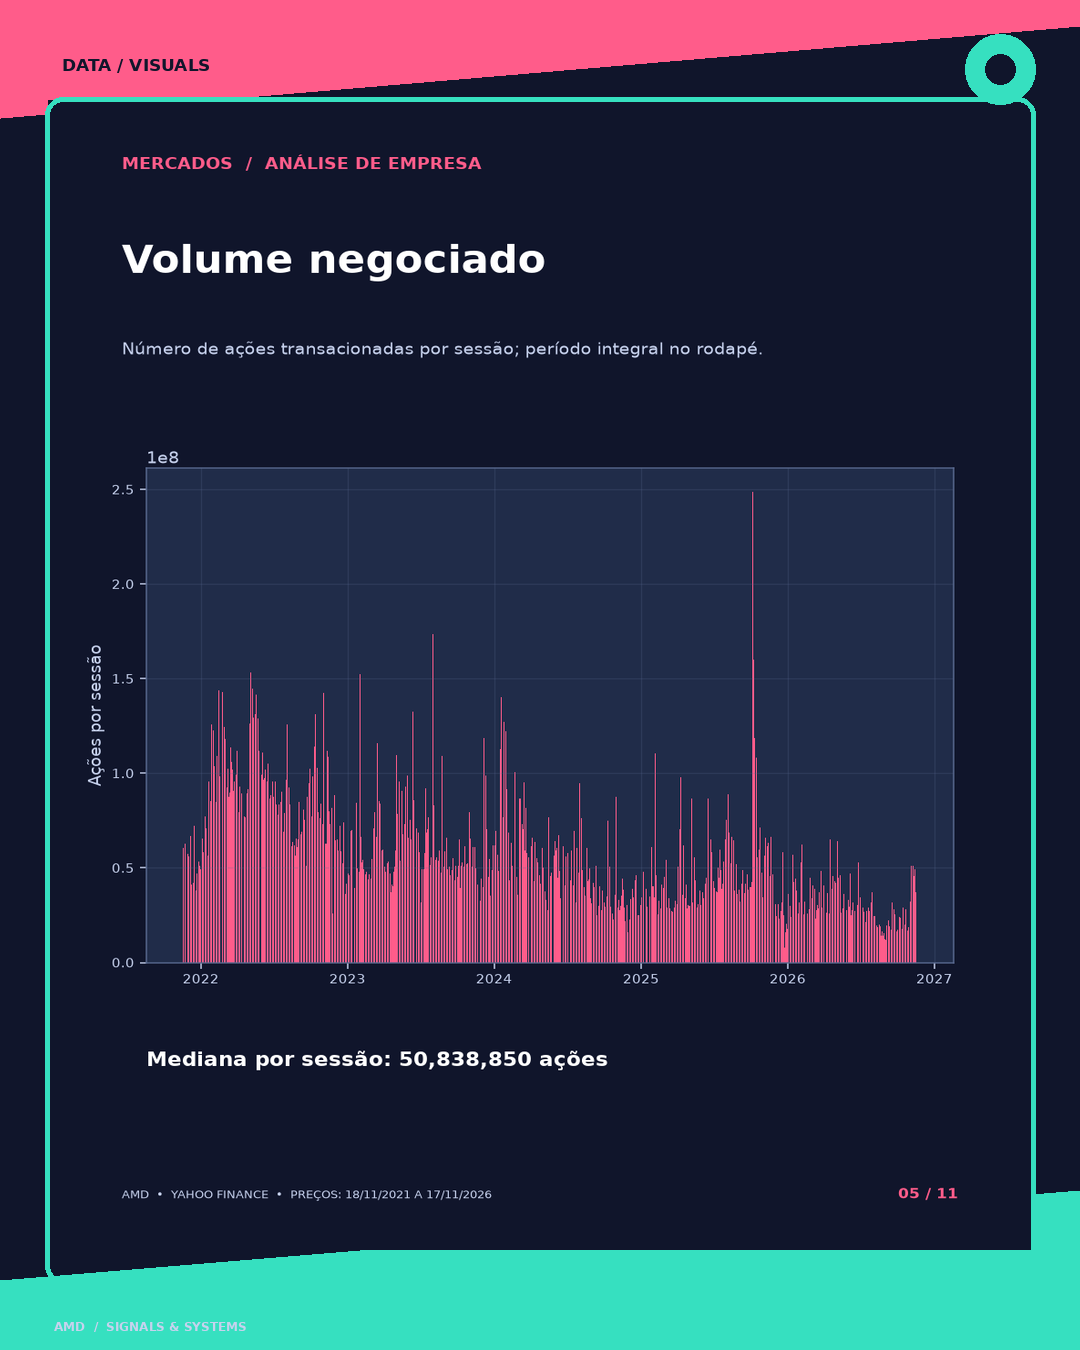 DATA / VISUALS
MERCADOS / ANÁLISE DE EMPRESA
Volume negociado
Número de ações transacionadas por sessão; período integral no rodapé.
1e8
2.5
2.0
1.5
1.0
0.5
0.0
Ações por sessão
2022 2023 2024 2025 2026 2027
Mediana por sessão: 50,838,850 ações
AMD • YAHOO FINANCE • PREÇOS: 18/11/2021 A 17/11/2026
05 / 11
AMD / SIGNALS & SYSTEMS